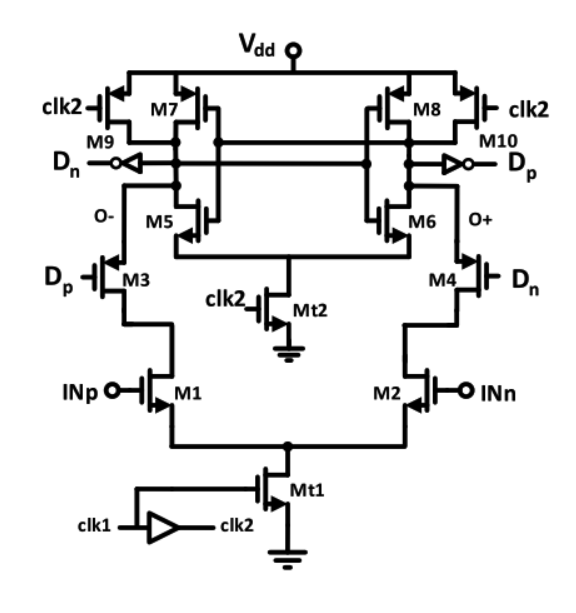 Vdd
clk2 M7 M8 clk2
M9 M10
Dn Dp
O- M5 M6 O+
Dp M3 M4 Dn
clk2 Mt2
INp M1 M2 INn
Mt1
clk1 clk2